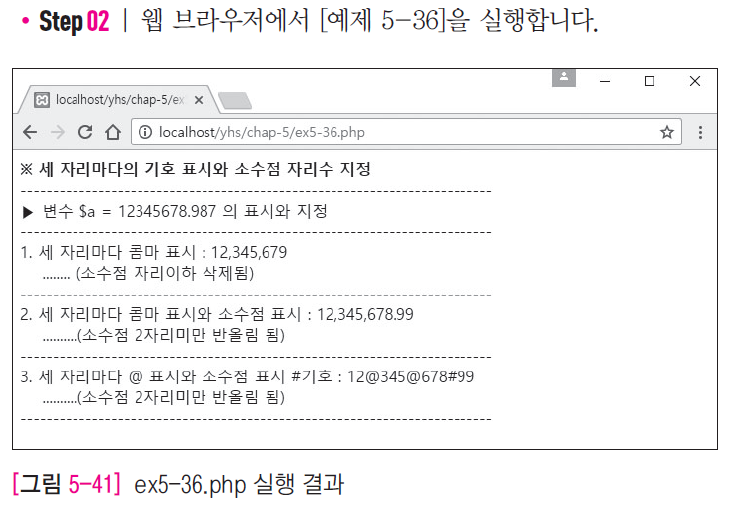 • Step 02 | 웹 브라우저에서 [예제 5-36]을 실행합니다.
localhost/yhs/chap-5/ex
localhost/yhs/chap-5/ex5-36.php
※ 세 자리마다의 기호 표시와 소수점 자리수 지정
--------------------------------------------------------------------
▶ 변수 $a = 12345678.987 의 표시와 지정
--------------------------------------------------------------------
1. 세 자리마다 콤마 표시 : 12,345,679
........ (소수점 자리이하 삭제됨)
--------------------------------------------------------------------
2. 세 자리마다 콤마 표시와 소수점 표시 : 12,345,678.99
..........(소수점 2자리미만 반올림 됨)
--------------------------------------------------------------------
3. 세 자리마다 @ 표시와 소수점 표시 #기호 : 12@345@678#99
..........(소수점 2자리미만 반올림 됨)
--------------------------------------------------------------------
[그림 5-41] ex5-36.php 실행 결과